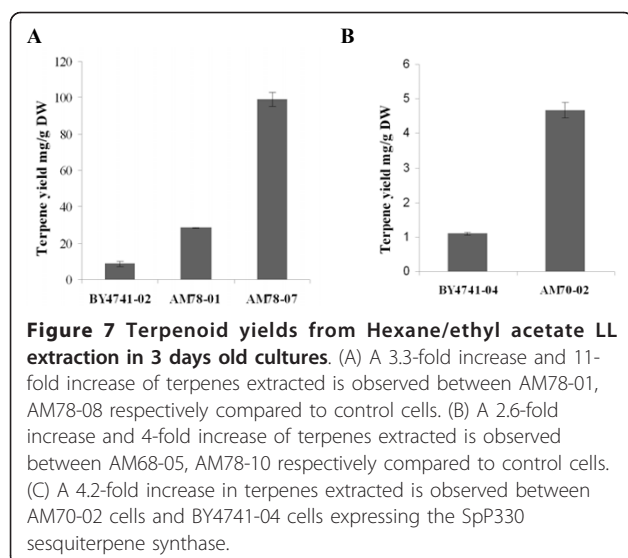 A
B
Terpene yield mg/g DW
120
100
80
60
40
20
0
BY4741-02 AM78-01 AM78-07
Terpene yield mg/g DW
6
5
4
3
2
1
0
BY4741-04 AM70-02
Figure 7 Terpenoid yields from Hexane/ethyl acetate LL
extraction in 3 days old cultures. (A) A 3.3-fold increase and 11-
fold increase of terpenes extracted is observed between AM78-01,
AM78-08 respectively compared to control cells. (B) A 2.6-fold
increase and 4-fold increase of terpenes extracted is observed
between AM68-05, AM78-10 respectively compared to control cells.
(C) A 4.2-fold increase in terpenes extracted is observed between
AM70-02 cells and BY4741-04 cells expressing the SpP330
sesquiterpene synthase.